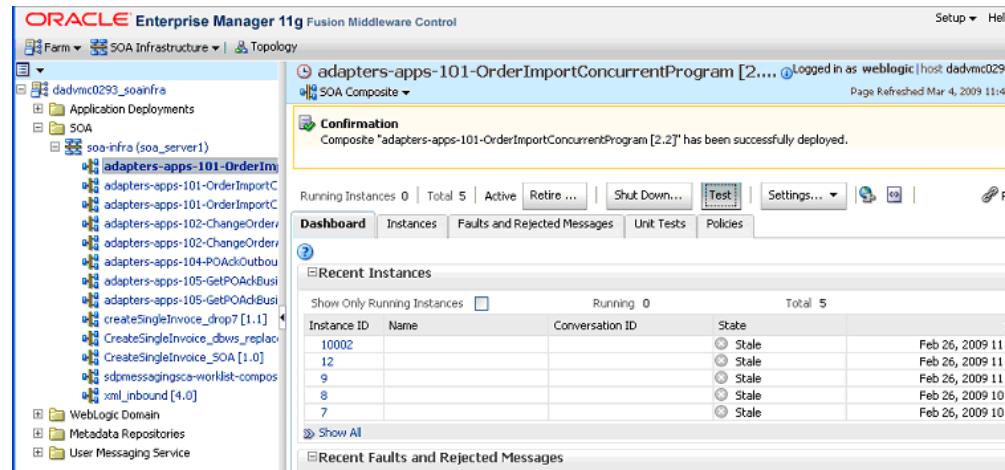 ORACLE Enterprise Manager 11g Fusion Middleware Control
Setup Hel
Farm SOA Infrastructure Topology
adapters-apps-101-OrderImportConcurrentProgram [2....
Logged in as weblogic | host dadvmc029
SOA Composite
Page Refreshed Mar 4, 2009 11:4
dadvmc0293_soainfra
Application Deployments
SOA
soa-infra (soa_server1)
adapters-apps-101-OrderIm
adapters-apps-101-OrderImportC
adapters-apps-101-OrderImportC
adapters-apps-102-ChangeOrder
adapters-apps-102-ChangeOrder
adapters-apps-104-POAckOutbou
adapters-apps-105-GetPOAckBusi
adapters-apps-105-GetPOAckBusi
createSingleInvoce_drop7 [1.1]
CreateSingleInvoice_dbws_replac
CreateSingleInvoice_SOA [1.0]
sdpmessagingsca-worklist-compos
xml_inbound [4.0]
WebLogic Domain
Metadata Repositories
User Messaging Service
Confirmation
Composite "adapters-apps-101-OrderImportConcurrentProgram [2.2]" has been successfully deployed.
Running Instances 0 | Total 5 | Active Retire ... Shut Down... Test Settings...
Dashboard Instances Faults and Rejected Messages Unit Tests Policies
Recent Instances
Show Only Running Instances Running 0 Total 5
Instance ID Name Conversation ID State
10002 Stale Feb 26, 2009 11
12 Stale Feb 26, 2009 11
9 Stale Feb 26, 2009 11
8 Stale Feb 26, 2009 10
7 Stale Feb 26, 2009 10
Show All
Recent Faults and Rejected Messages